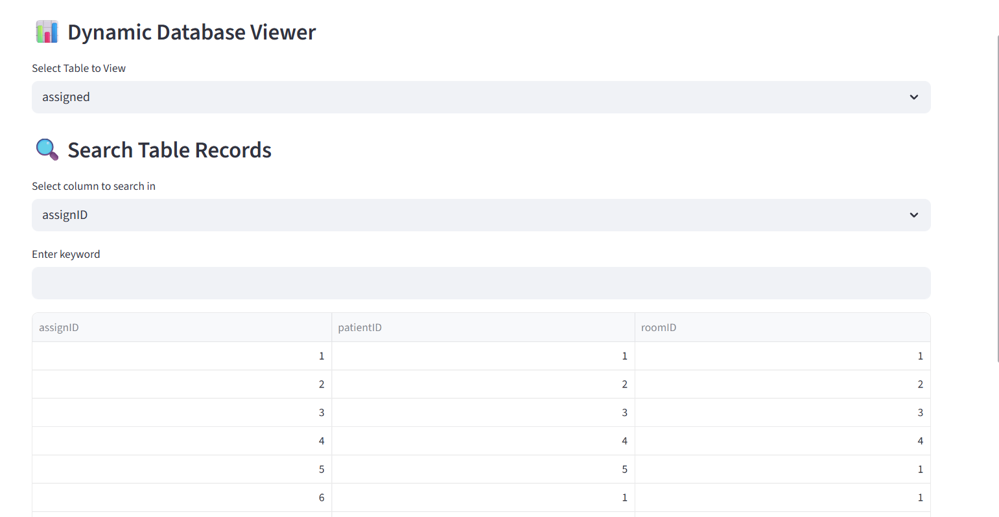 Dynamic Database Viewer
Select Table to View
assigned
Search Table Records
Select column to search in
assignID
Enter keyword
assignID patientID roomID
1 1 1
2 2 2
3 3 3
4 4 4
5 5 1
6 1 1